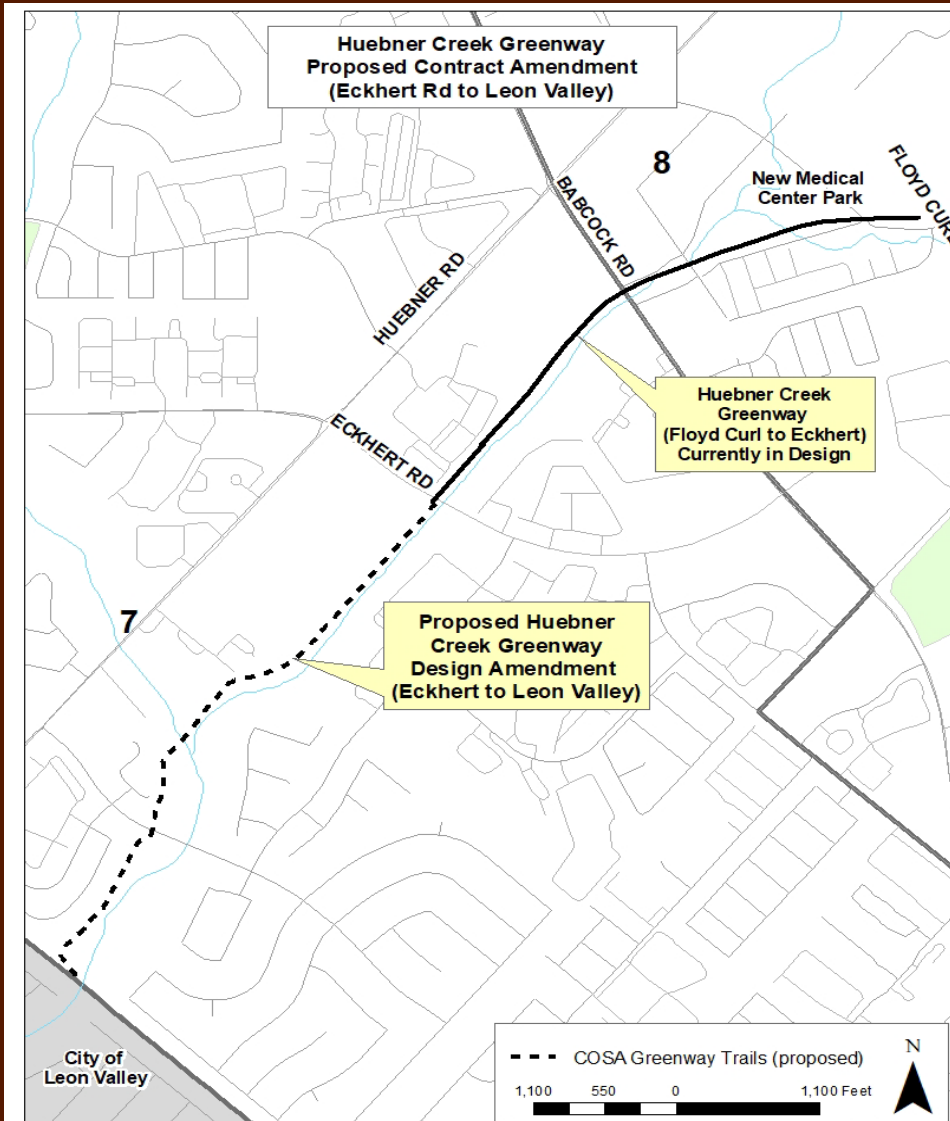 Huebner Creek Greenway
Proposed Contract Amendment
(Eckhert Rd to Leon Valley)
8
New Medical
Center Park
FLOYD CURL
BABCOCK RD
HUEBNER RD
Huebner Creek
Greenway
(Floyd Curl to Eckhert)
Currently in Design
ECKHERT RD
7
Proposed Huebner
Creek Greenway
Design Amendment
(Eckhert to Leon Valley)
City of
Leon Valley
COSA Greenway Trails (proposed)
N
1,100 550 0 1,100 Feet